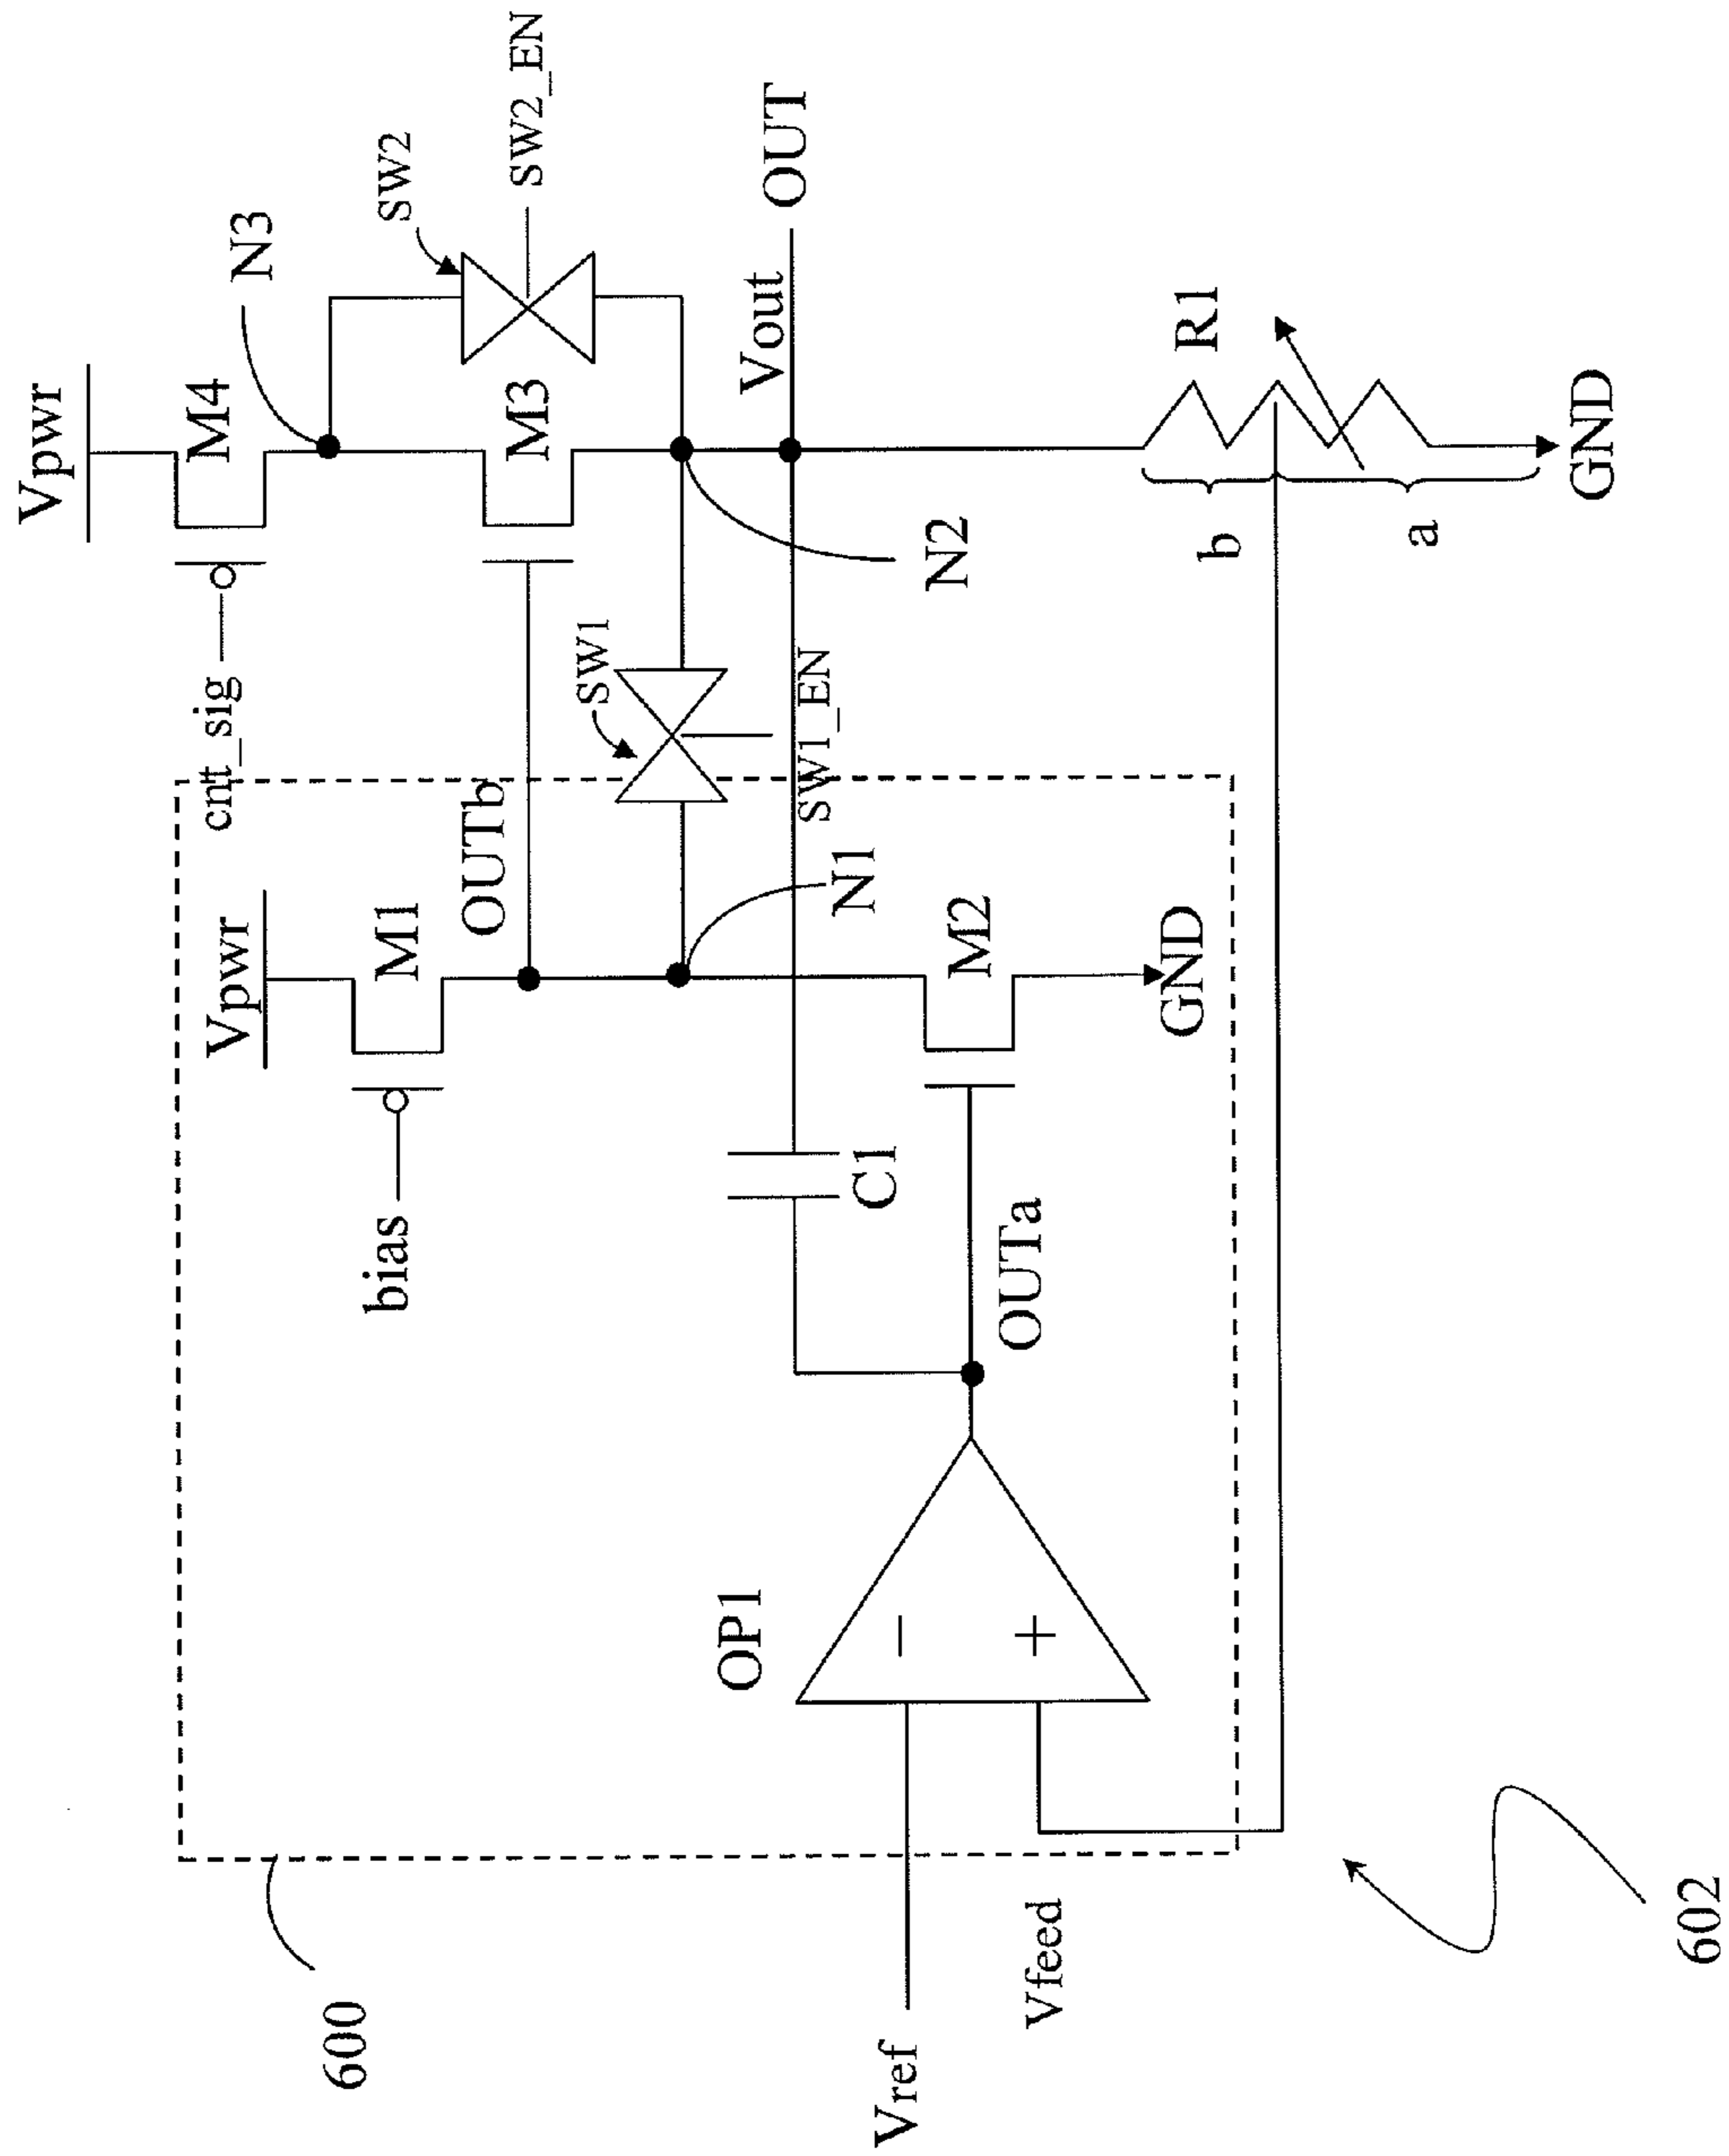 Vpwr
M4
cnt_sig
N3
SW2
SW2_EN
M3
Vpwr
M1
bias
OUTb
SW1
SW1_EN
N2
Vout
OUT
N1
C1
M2
GND
OUTa
OP1
−
+
R1
b
a
GND
600
Vref
Vfeed
602